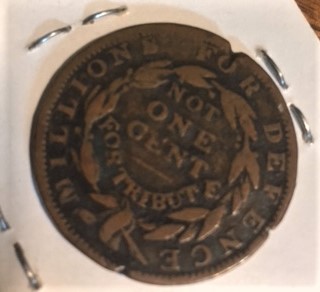 MILLIONS FOR DEFENCE
NOT
ONE
CENT
FOR TRIBUTE